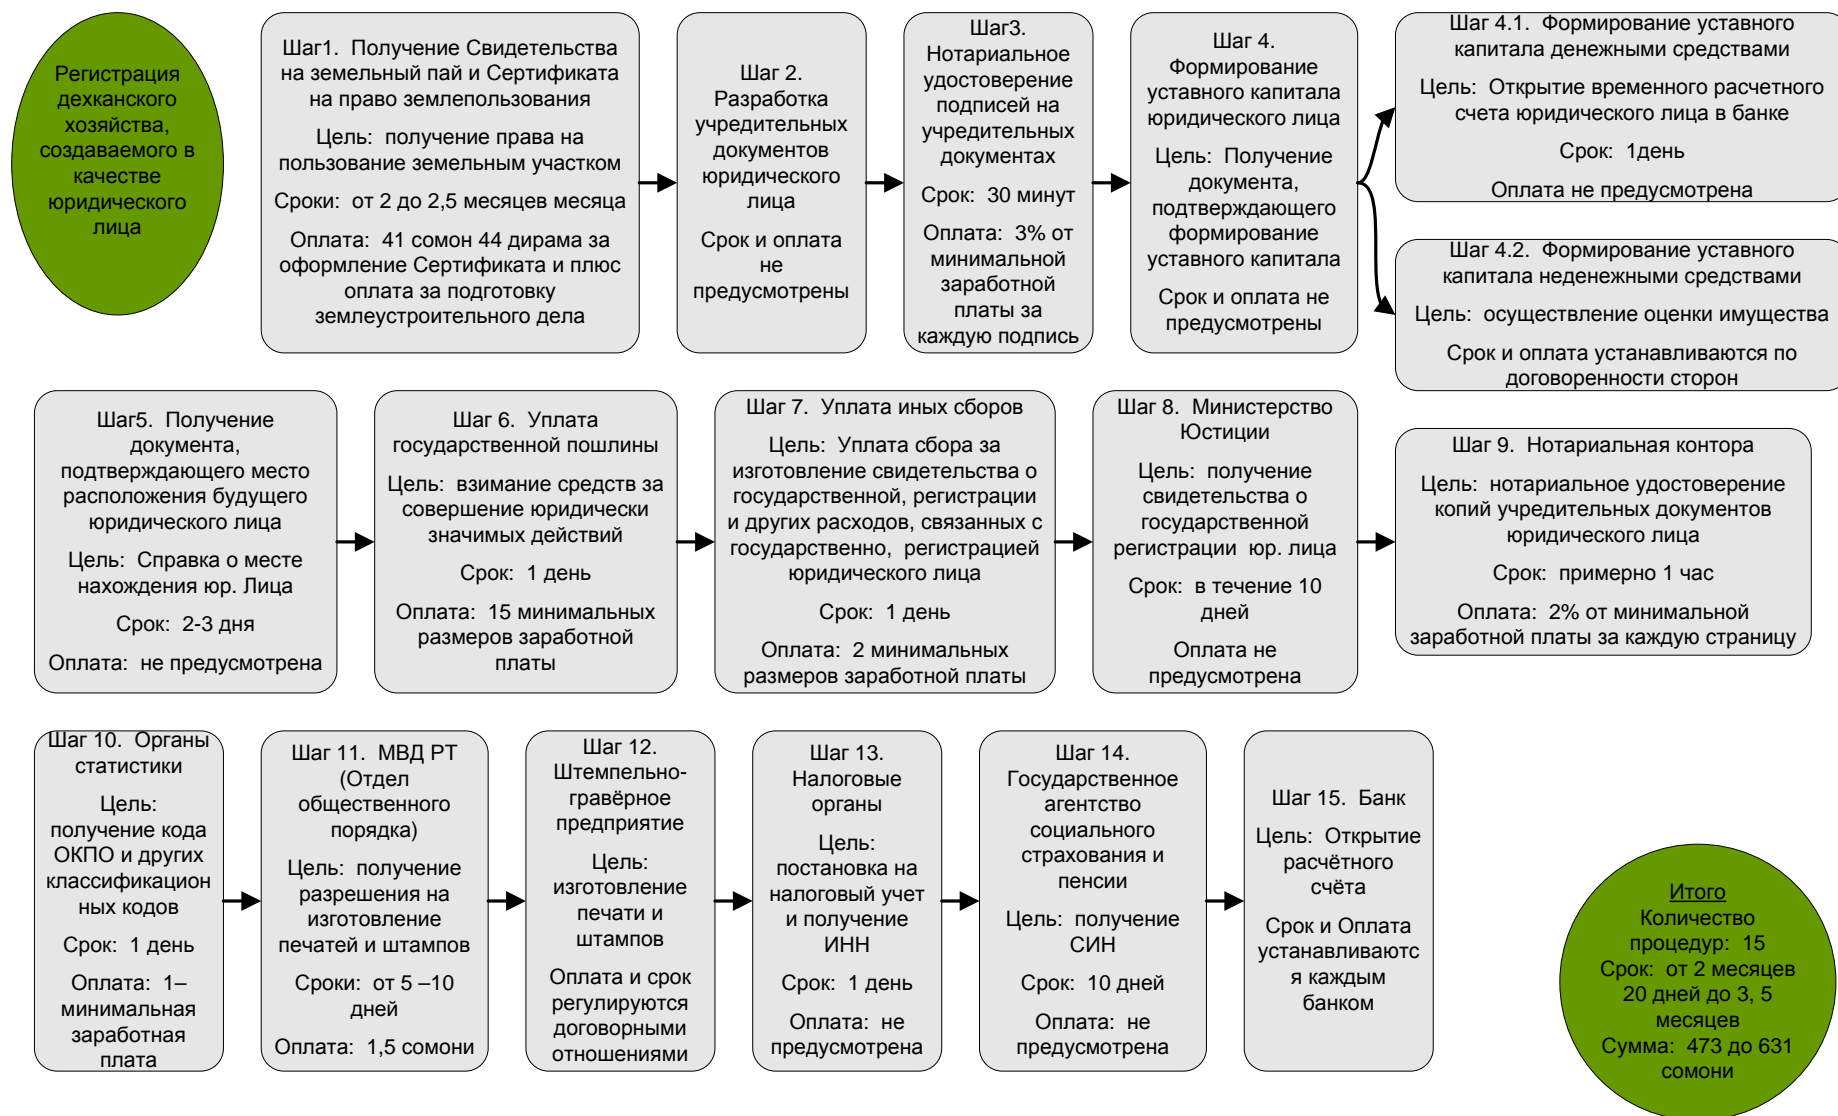 Регистрация
дехканского
хозяйства,
создаваемого в
качестве
юридического
лица
Шаг1.  Получение Свидетельства
на земельный пай и Сертификата
на право землепользования
Цель:  получение права на
пользование земельным участком
Сроки:  от 2 до 2,5 месяцев месяца
Оплата:  41 сомон 44 дирама за
оформление Сертификата и плюс
оплата за подготовку
землеустроительного дела
Шаг 2.
Разработка
учредительных
документов
юридического
лица
Срок и оплата
не
предусмотрены
Шаг3.
Нотариальное
удостоверение
подписей на
учредительных
документах
Срок:  30 минут
Оплата:  3% от
минимальной
заработной
платы за
каждую подпись
Шаг 4.
Формирование
уставного капитала
юридического лица
Цель:  Получение
документа,
подтверждающего
формирование
уставного капитала
Срок и оплата не
предусмотрены
Шаг 4.1.  Формирование уставного
капитала денежными средствами
Цель:  Открытие временного расчетного
счета юридического лица в банке
Срок:  1день
Оплата не предусмотрена
Шаг 4.2.  Формирование уставного
капитала неденежными средствами
Цель:  осуществление оценки имущества
Срок и оплата устанавливаются по
договоренности сторон
Шаг5.  Получение
документа,
подтверждающего место
расположения будущего
юридического лица
Цель:  Справка о месте
нахождения юр. Лица
Срок:  2-3 дня
Оплата:  не предусмотрена
Шаг 6.  Уплата
государственной пошлины
Цель:  взимание средств за
совершение юридически
значимых действий
Срок:  1 день
Оплата:  15 минимальных
размеров заработной
платы
Шаг 7.  Уплата иных сборов
Цель:  Уплата сбора за
изготовление свидетельства о
государственной, регистрации
и других расходов, связанных с
государственно,  регистрацией
юридического лица
Срок:  1 день
Оплата:  2 минимальных
размеров заработной платы
Шаг 8.  Министерство
Юстиции
Цель:  получение
свидетельства о
государственной
регистрации  юр. лица
Срок:  в течение 10
дней
Оплата не
предусмотрена
Шаг 9.  Нотариальная контора
Цель:  нотариальное удостоверение
копий учредительных документов
юридического лица
Срок:  примерно 1 час
Оплата:  2% от минимальной
заработной платы за каждую страницу
Шаг 10.  Органы
статистики
Цель:
получение кода
ОКПО и других
классификацион
ных кодов
Срок:  1 день
Оплата:  1–
минимальная
заработная
плата
Шаг 11.  МВД РТ
(Отдел
общественного
порядка)
Цель:  получение
разрешения на
изготовление
печатей и штампов
Сроки:  от 5 –10
дней
Оплата:  1,5 сомони
Шаг 12.
Штемпельно-
гравёрное
предприятие
Цель:
изготовление
печати и
штампов
Оплата и срок
регулируются
договорными
отношениями
Шаг 13.
Налоговые
органы
Цель:
постановка на
налоговый учет
и получение
ИНН
Срок:  1 день
Оплата:  не
предусмотрена
Шаг 14.
Государственное
агентство
социального
страхования и
пенсии
Цель:  получение
СИН
Срок:  10 дней
Оплата:  не
предусмотрена
Шаг 15.  Банк
Цель:  Открытие
расчётного
счёта
Срок и Оплата
устанавливаютс
я каждым
банком
Итого
Количество
процедур:  15
Срок:  от 2 месяцев
20 дней до 3, 5
месяцев
Сумма:  473 до 631
сомони